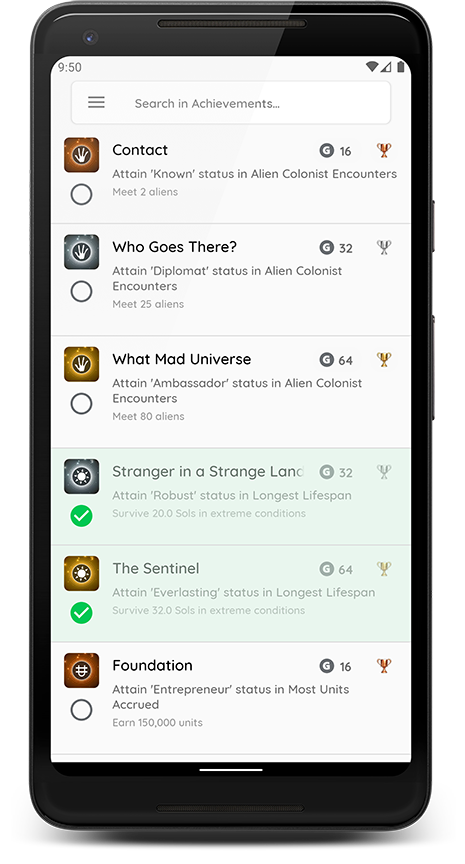 9:50
Search in Achievements...
Contact G 16
Attain 'Known' status in Alien Colonist Encounters
Meet 2 aliens
Who Goes There? G 32
Attain 'Diplomat' status in Alien Colonist
Encounters
Meet 25 aliens
What Mad Universe G 64
Attain 'Ambassador' status in Alien Colonist
Encounters
Meet 80 aliens
Stranger in a Strange Land G 32
Attain 'Robust' status in Longest Lifespan
Survive 20.0 Sols in extreme conditions
The Sentinel G 64
Attain 'Everlasting' status in Longest Lifespan
Survive 32.0 Sols in extreme conditions
Foundation G 16
Attain 'Entrepreneur' status in Most Units
Accrued
Earn 150,000 units